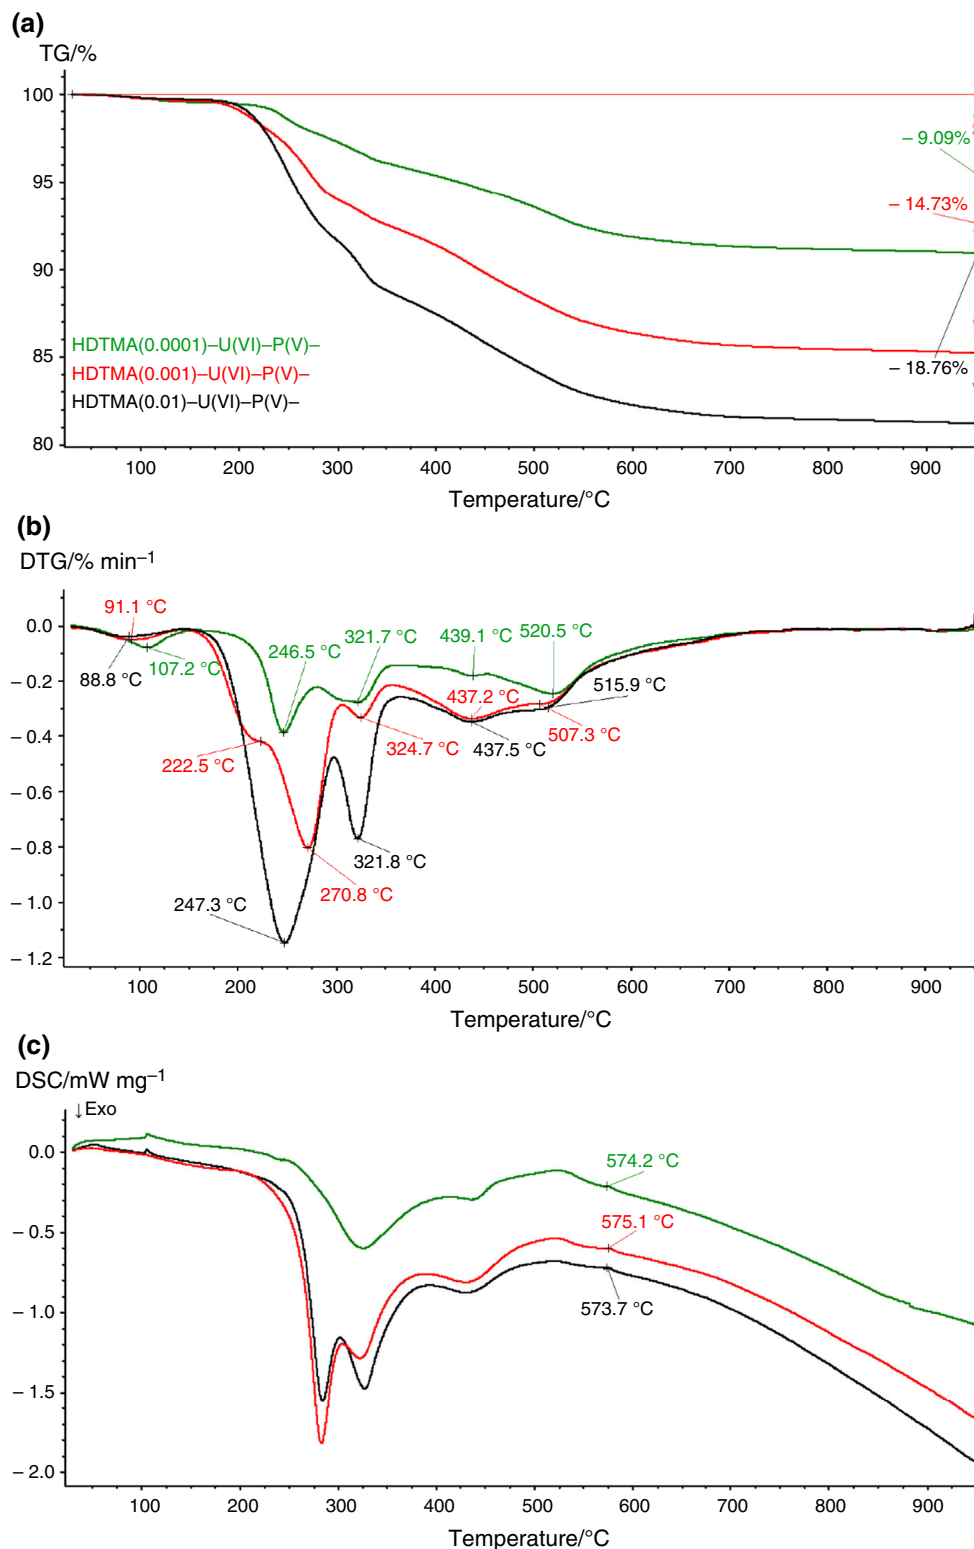 (a)
TG/%
100
– 9.09%
95
– 14.73%
90
HDTMA(0.0001)–U(VI)–P(V)–
85
– 18.76%
HDTMA(0.001)–U(VI)–P(V)–
HDTMA(0.01)–U(VI)–P(V)–
80
100 200 300 400 500 600 700 800 900
Temperature/°C
(b)
DTG/% min–1
0.0
91.1 °C
321.7 °C 439.1 °C 520.5 °C
246.5 °C
107.2 °C
88.8 °C
– 0.2
515.9 °C
437.2 °C
– 0.4
507.3 °C
324.7 °C 437.5 °C
222.5 °C
– 0.6
– 0.8
321.8 °C
270.8 °C
247.3 °C
– 1.0
– 1.2
100 200 300 400 500 600 700 800 900
Temperature/°C
(c)
DSC/mW mg–1
↓Exo
0.0
574.2 °C
– 0.5
575.1 °C
– 1.0
573.7 °C
– 1.5
– 2.0
100 200 300 400 500 600 700 800 900
Temperature/°C